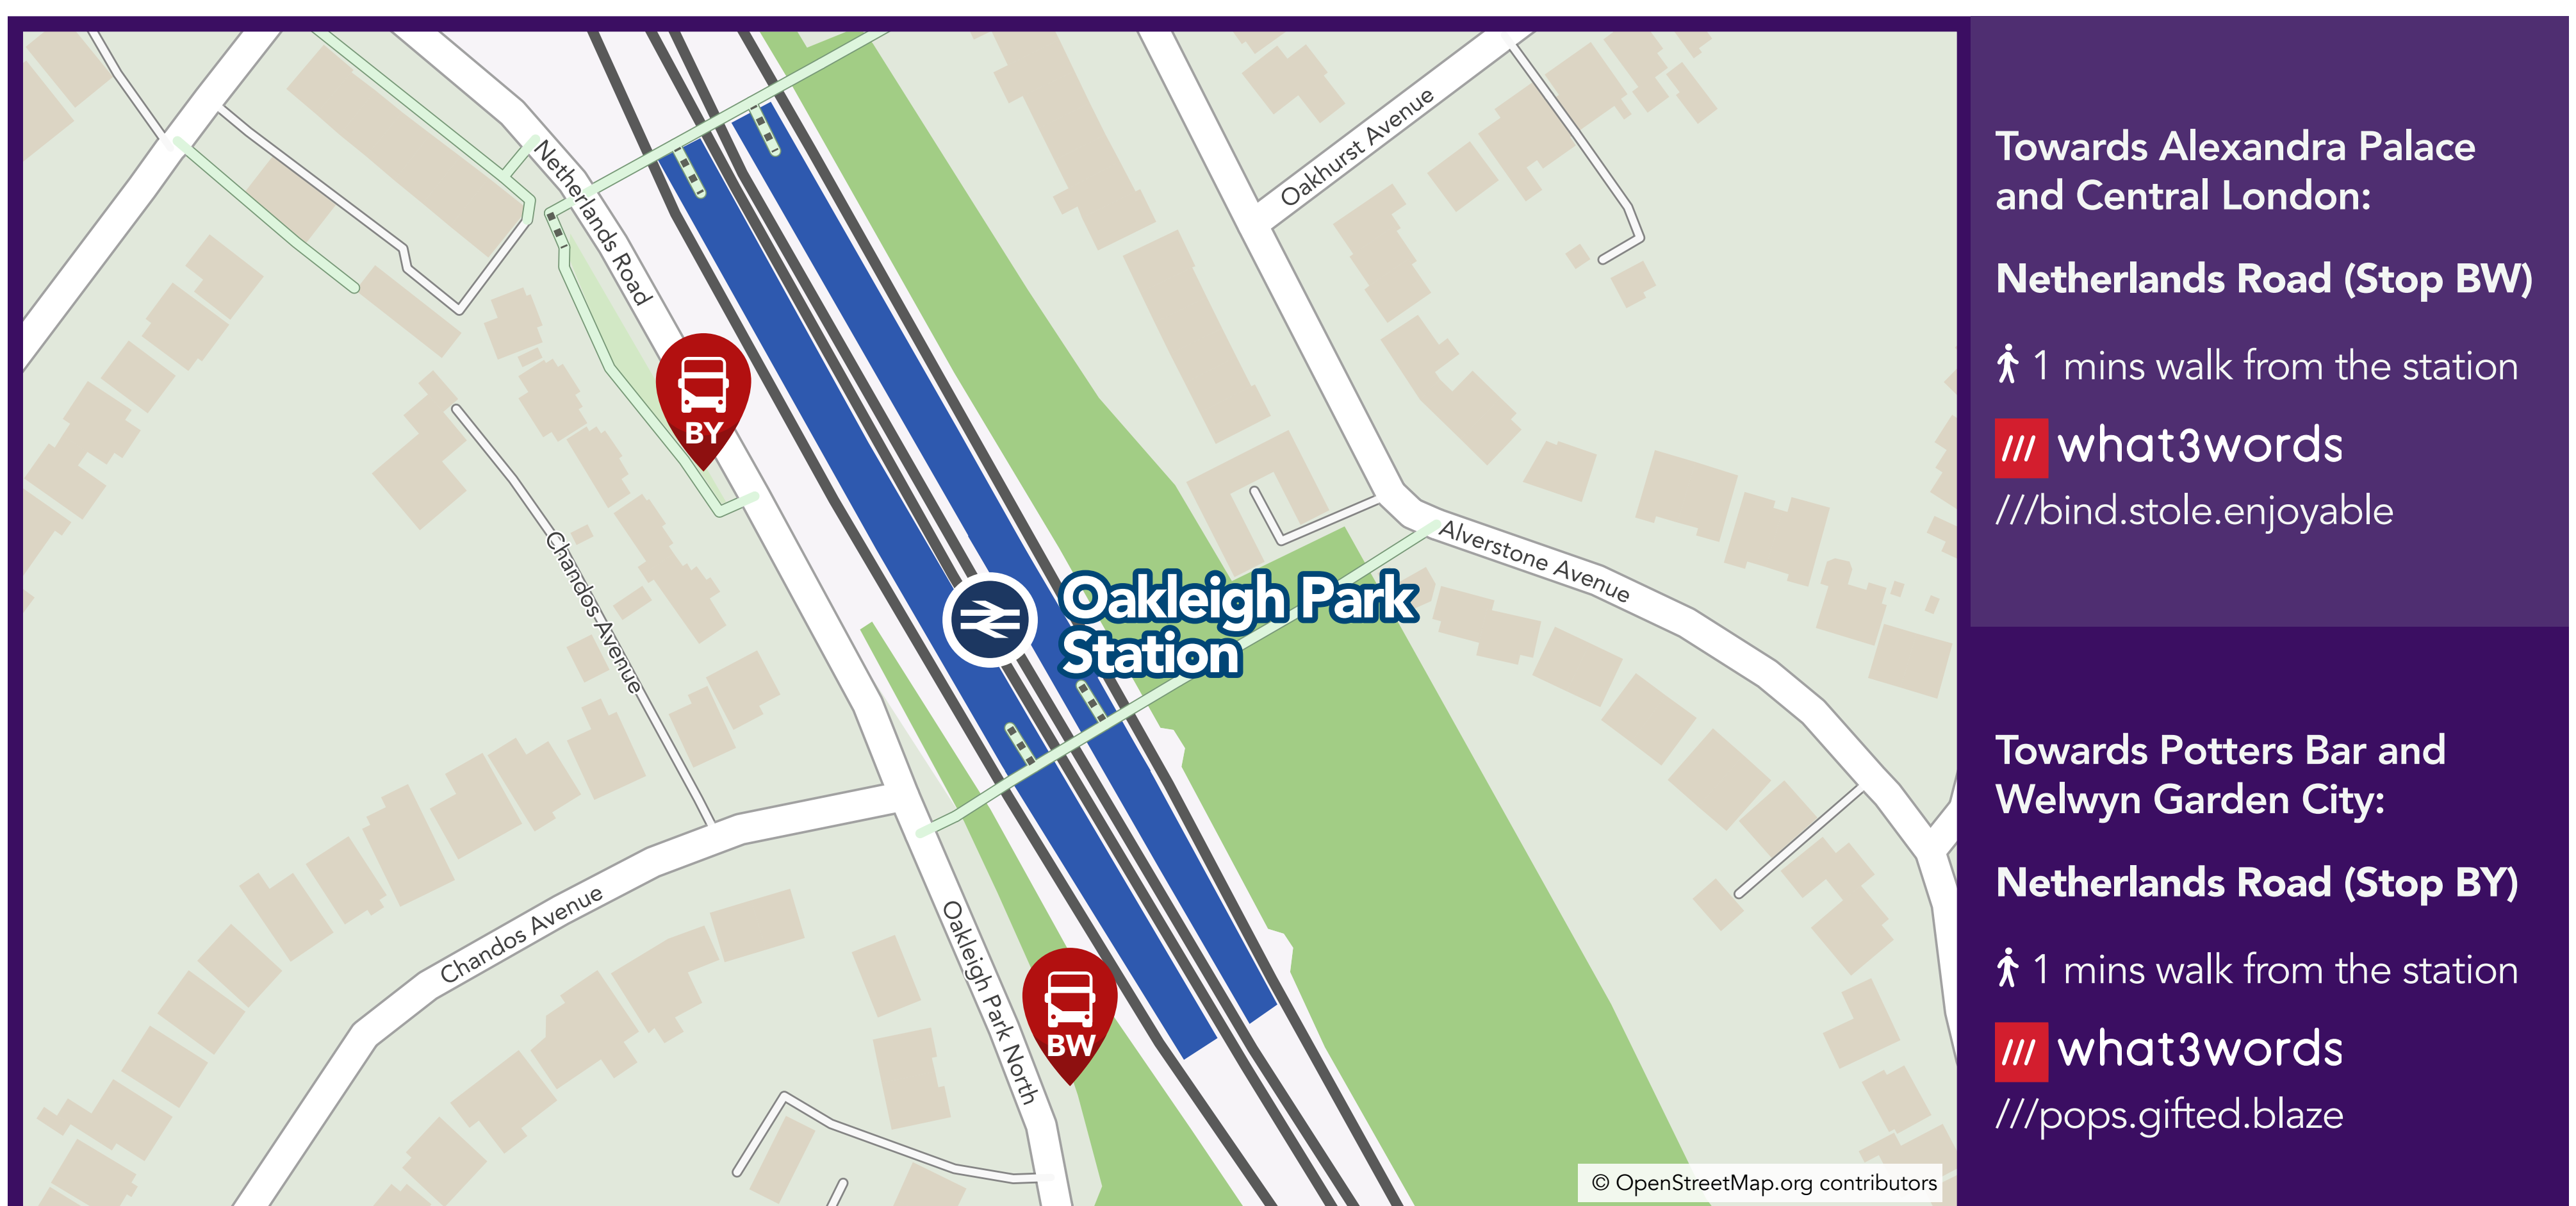 Netherlands Road
Oakhurst Avenue
BY
Chandos Avenue
Oakleigh Park
Station
Alverstone Avenue
Chandos Avenue
Oakleigh Park North
BW
© OpenStreetMap.org contributors
Towards Alexandra Palace
and Central London:
Netherlands Road (Stop BW)
1 mins walk from the station
what3words
///bind.stole.enjoyable
Towards Potters Bar and
Welwyn Garden City:
Netherlands Road (Stop BY)
1 mins walk from the station
what3words
///pops.gifted.blaze